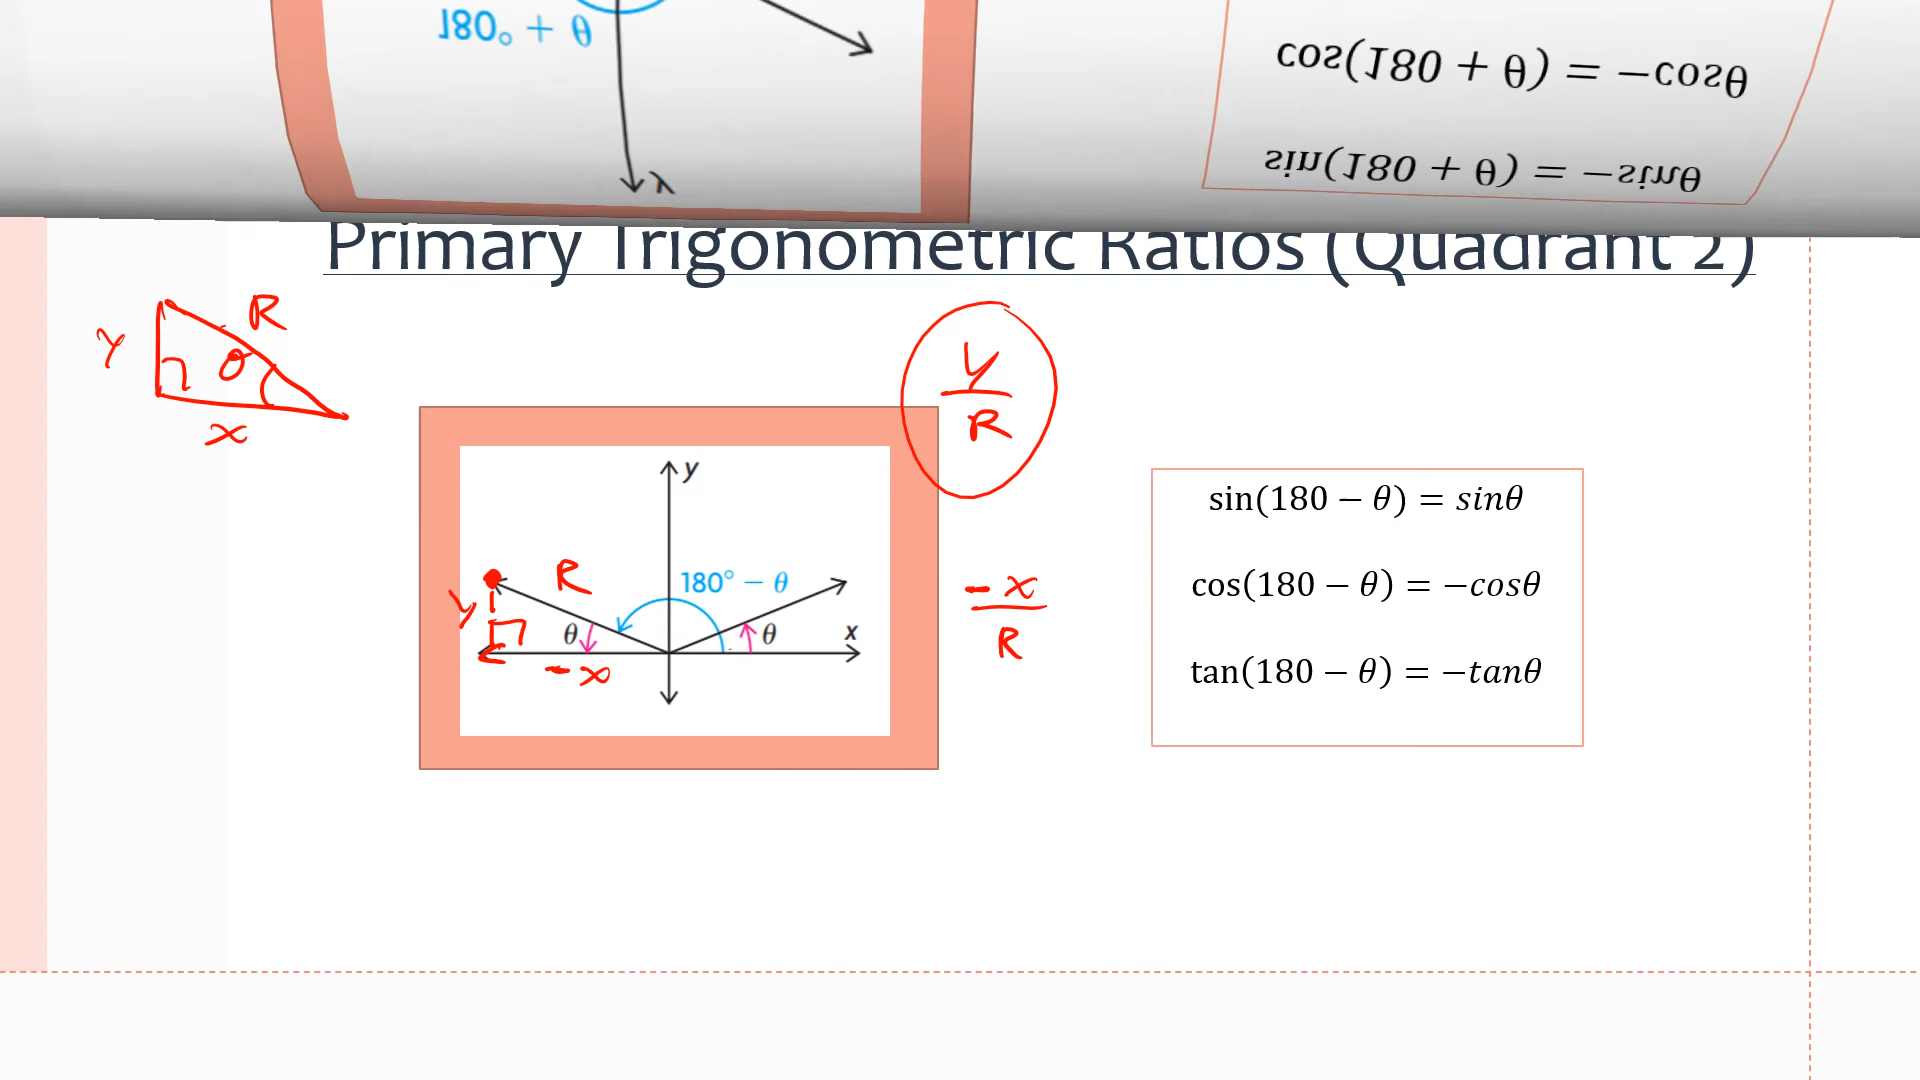 180° + θ
cos(180 + θ) = −cosθ
sin(180 + θ) = −sinθ
y
Primary Trigonometric Ratios (Quadrant 2)
R
y
θ
x
y
R
y
R
180° − θ
y
θ
θ
x
−x
−x
R
sin(180 − θ) = sinθ
cos(180 − θ) = −cosθ
tan(180 − θ) = −tanθ